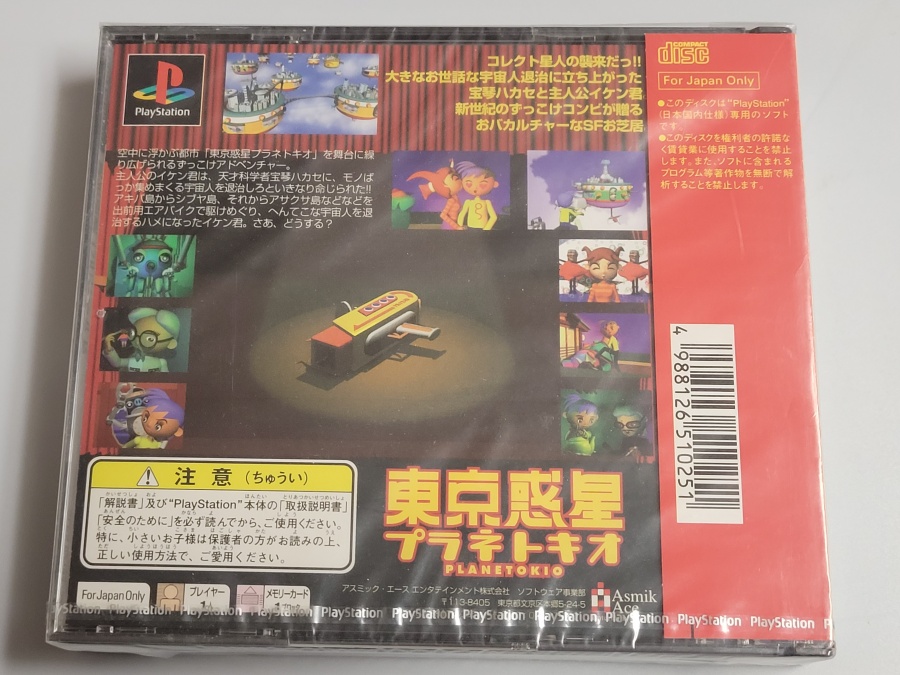 PlayStation
コレクト星人の襲来だっ!!
大きなお世話な宇宙人退治に立ち上がった
宝琴ハカセと主人公イケン君
新世紀のずっこけコンビが贈る
おバカルチャーなSFお芝居
空中に浮かぶ都市「東京惑星プラネトキオ」を舞台に繰
り広げられるずっこけアドベンチャー。
主人公のイケン君は、天才科学者宝琴ハカセに、モノば
っか集めまくる宇宙人を退治しろといきなり命じられた!!
アキバ島からシブヤ島、それからアサクサ島などなどを
出前用エアバイクで駆けめぐり、へんてこな宇宙人を退
治するハメになったイケン君。さあ、どうする?
COMPACT
disc
For Japan Only
●このディスクは"PlayStation"
(日本国内仕様)専用のソフト
です。
●このディスクを権利者の許諾な
く賃貸業に使用することを禁止
します。また、ソフトに含まれる
プログラム等著作物を無断で解
析することを禁止します。
4 988126 510251
注意(ちゅうい)
「解説書」及び"PlayStation"本体の「取扱説明書」
「安全のために」を必ず読んでから、ご使用ください。
特に、小さいお子様は保護者の方がお読みの上、
正しい使用方法で、ご愛用ください。
東京惑星
プラネトキオ
PLANETOKIO
For Japan Only
プレイヤー
1人
メモリーカード
アスミック・エース エンタテインメント株式会社 ソフトウェア事業部
〒113-8405 東京都文京区本郷5-24-5
Asmik
Ace
PlayStation PlayStation PlayStation PlayStation PlayStation PlayStation PlayStation PlayStation PlayStation PlayStation